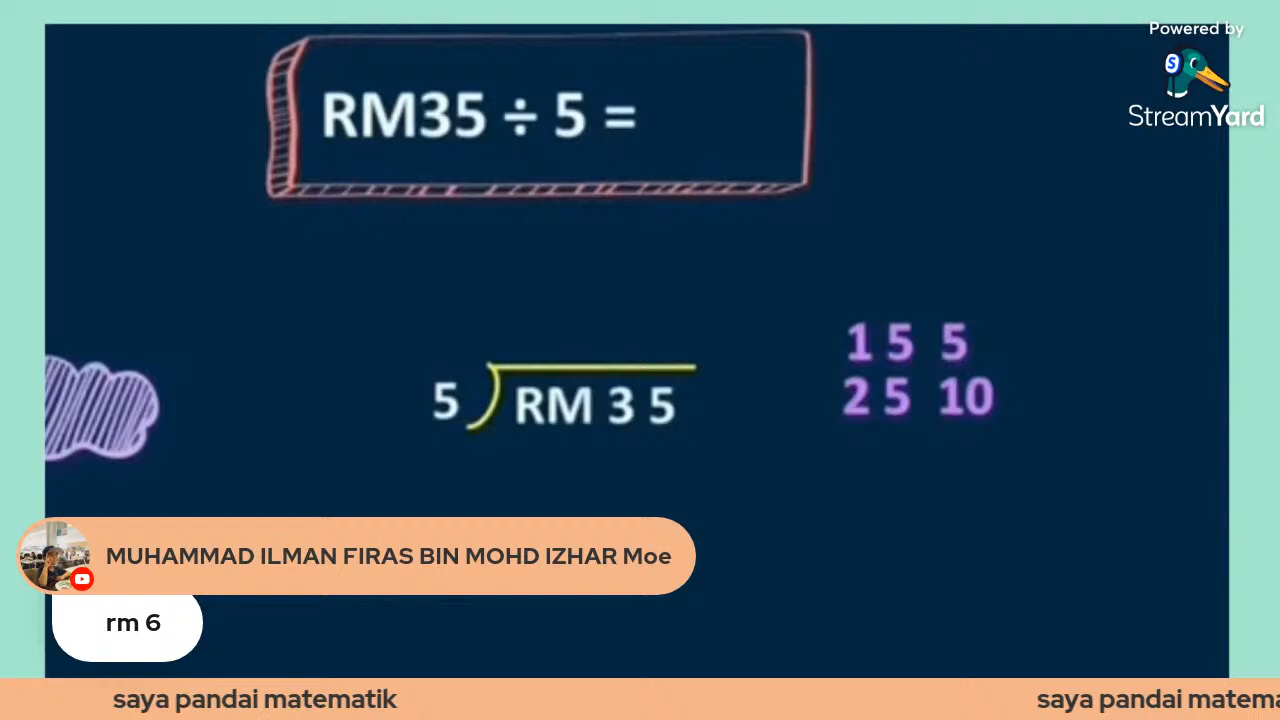 Powered by
StreamYard
RM35 ÷ 5 =
1 5 5
2 5 10
5 RM 3 5
MUHAMMAD ILMAN FIRAS BIN MOHD IZHAR Moe
rm 6
saya pandai matematik saya pandai matema